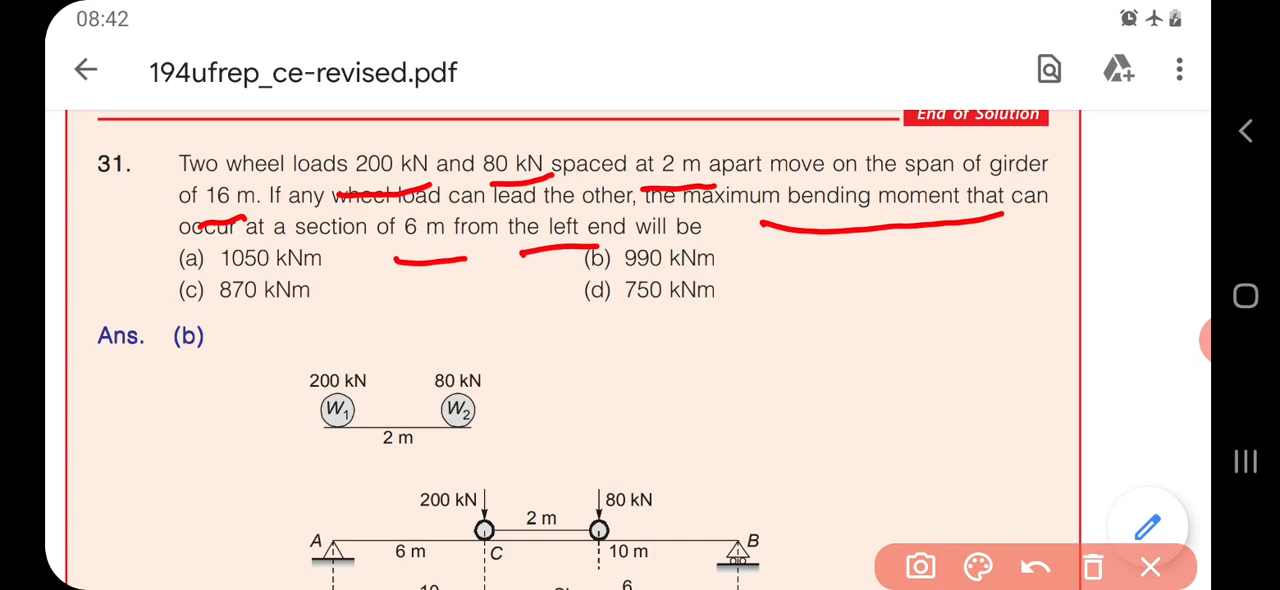 08:42
194ufrep_ce-revised.pdf
End of Solution
31. Two wheel loads 200 kN and 80 kN spaced at 2 m apart move on the span of girder
of 16 m. If any wheel load can lead the other, the maximum bending moment that can
occur at a section of 6 m from the left end will be
(a) 1050 kNm (b) 990 kNm
(c) 870 kNm (d) 750 kNm
Ans. (b)
200 kN 80 kN
W1 W2
2 m
200 kN 80 kN
2 m
A B
6 m C 10 m
10 6